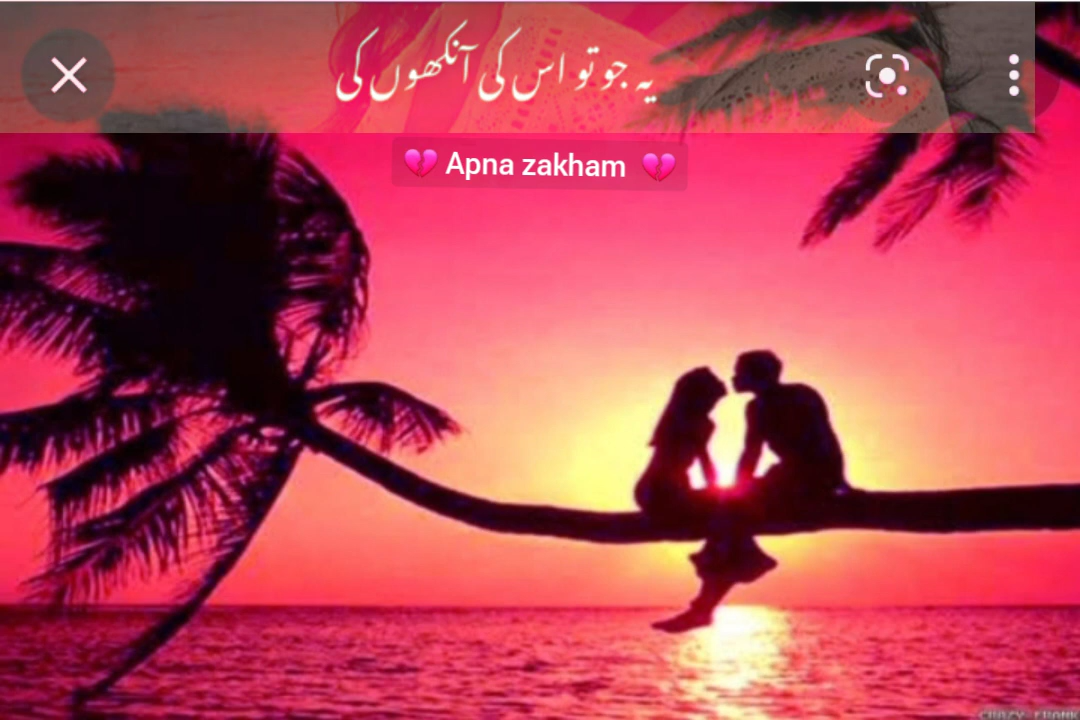 یہ جو تو اس کی آنکھوں کی
💔 Apna zakham 💔